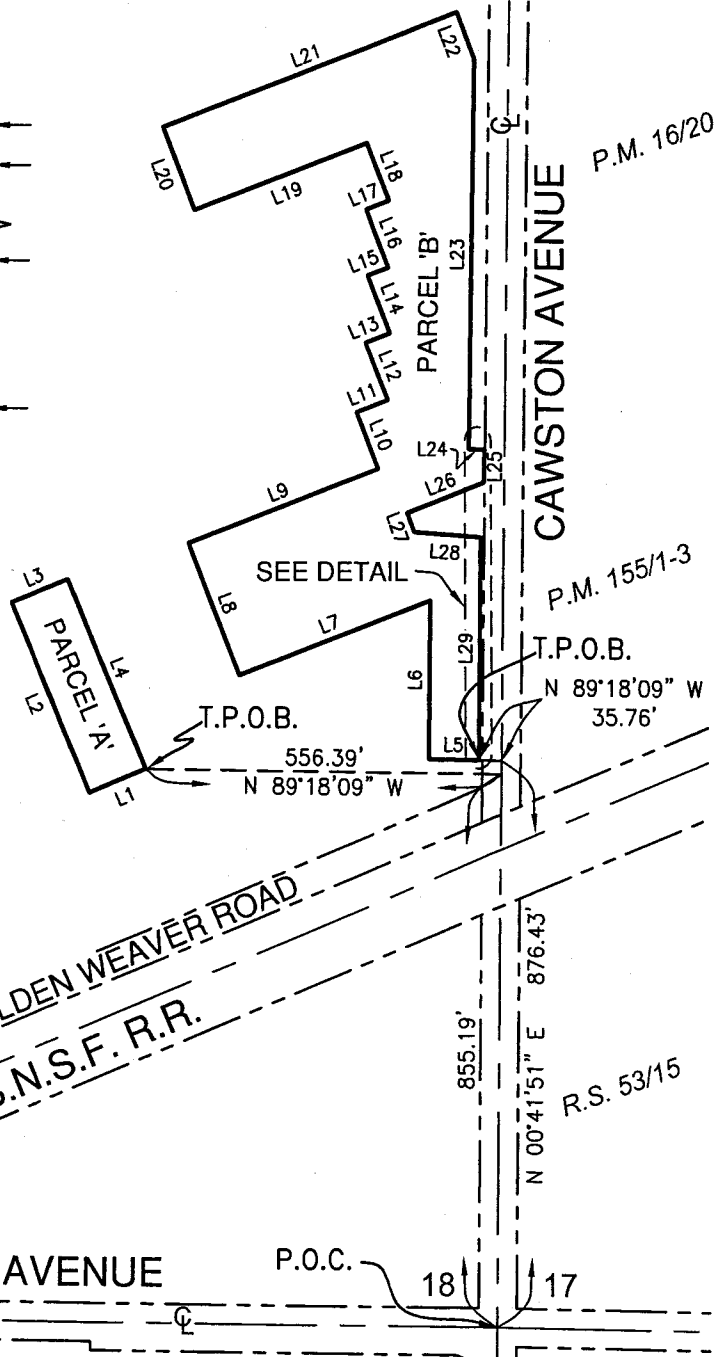 L21
L22
℄
P.M. 16/20
L20
L19
L18
L17
L16
L15
L14
L13
L12
L11
L10
L23
PARCEL 'B'
CAWSTON AVENUE
L24
L25
L26
L9
L27
L28
SEE DETAIL
P.M. 155/1-3
L3
L8
L7
PARCEL 'A'
L4
L2
L6
L29
T.P.O.B.
N 89°18'09" W
35.76'
T.P.O.B.
L5
556.39'
N 89°18'09" W
L1
LDEN WEAVER ROAD
.N.S.F. R.R.
855.19'
N 00°41'51" E 876.43'
R.S. 53/15
AVENUE
P.O.C.
18
17
℄